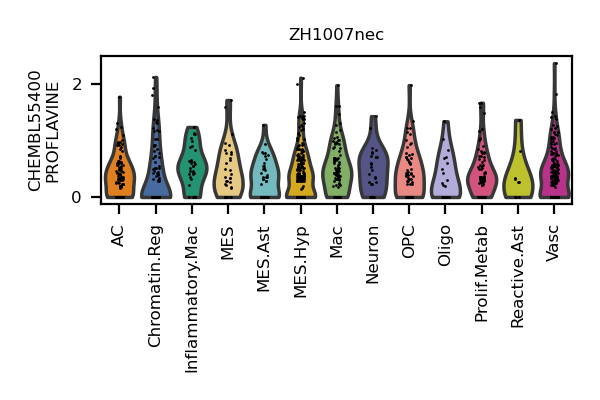 ZH1007nec
CHEMBL55400
PROFLAVINE
2
0
AC
Chromatin.Reg
Inflammatory.Mac
MES
MES.Ast
MES.Hyp
Mac
Neuron
OPC
Oligo
Prolif.Metab
Reactive.Ast
Vasc